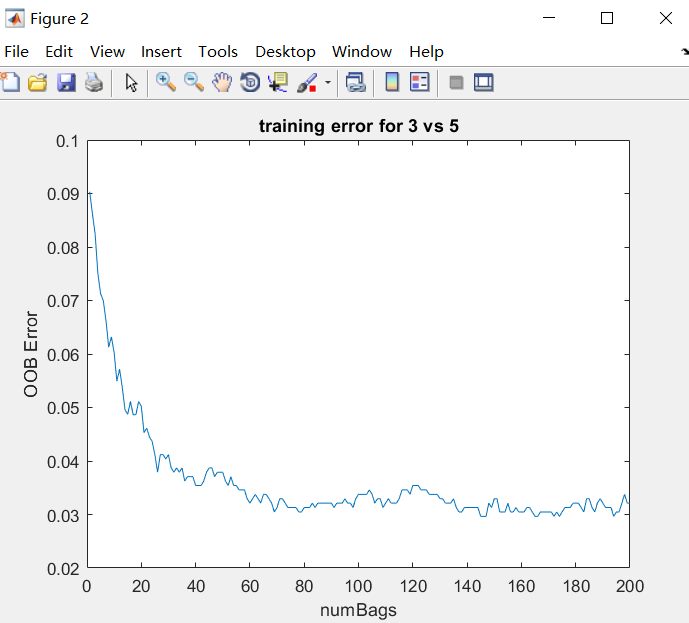 Figure 2
File Edit View Insert Tools Desktop Window Help
training error for 3 vs 5
0.1
0.09
0.08
0.07
0.06
0.05
0.04
0.03
0.02
OOB Error
0 20 40 60 80 100 120 140 160 180 200
numBags